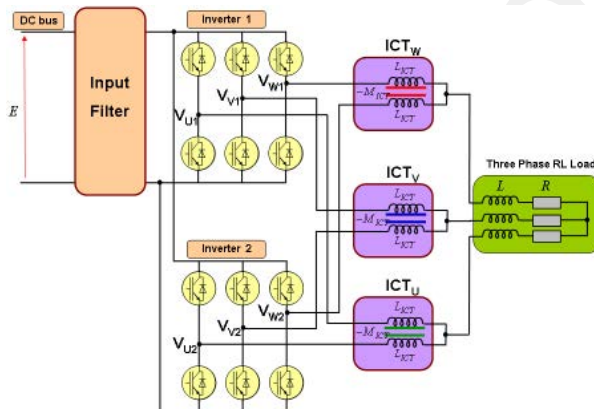 DC bus
Inverter 1
Input
Filter
E
V_U1
V_V1
V_W1
ICT_W
L_ICT
-M_ICT
L_ICT
Three Phase RL Load
L
R
ICT_V
L_ICT
-M_ICT
L_ICT
Inverter 2
V_U2
V_V2
V_W2
ICT_U
L_ICT
-M_ICT
L_ICT